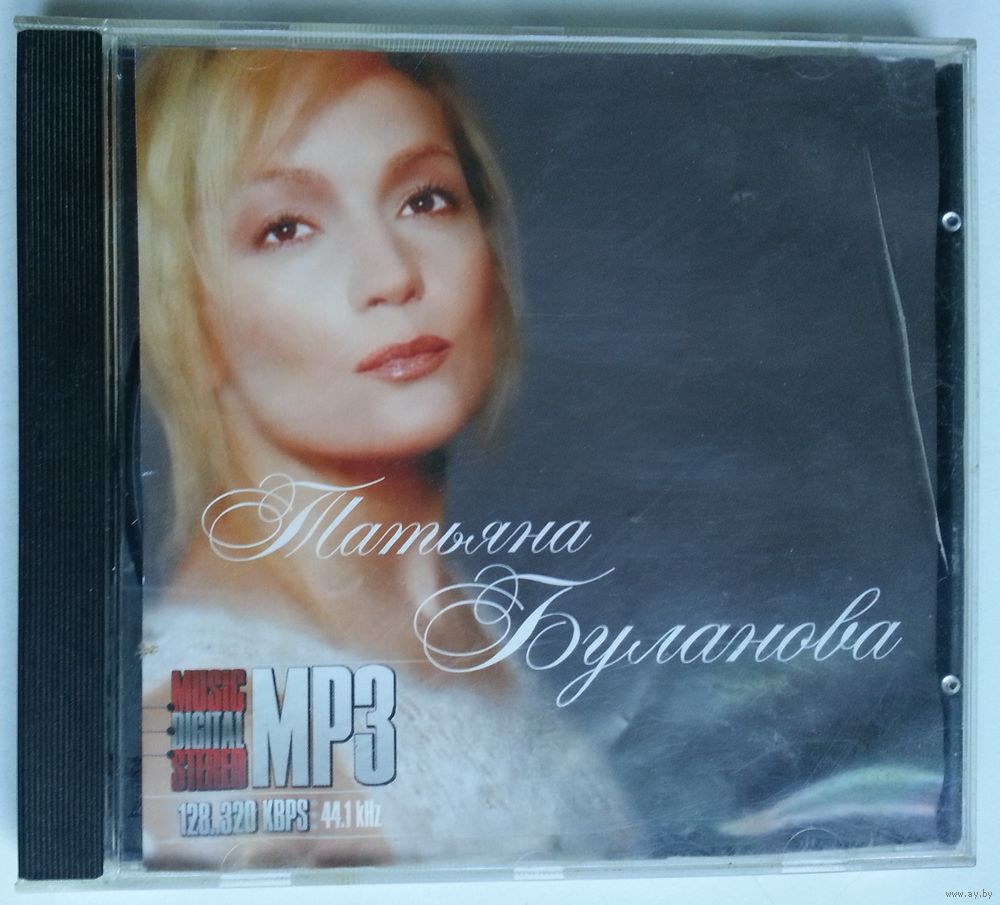 Татьяна
Буланова
MUSIC
DIGITAL
STEREO
MP3
128..320 KBPS 44.1 kHz
www.ay.by